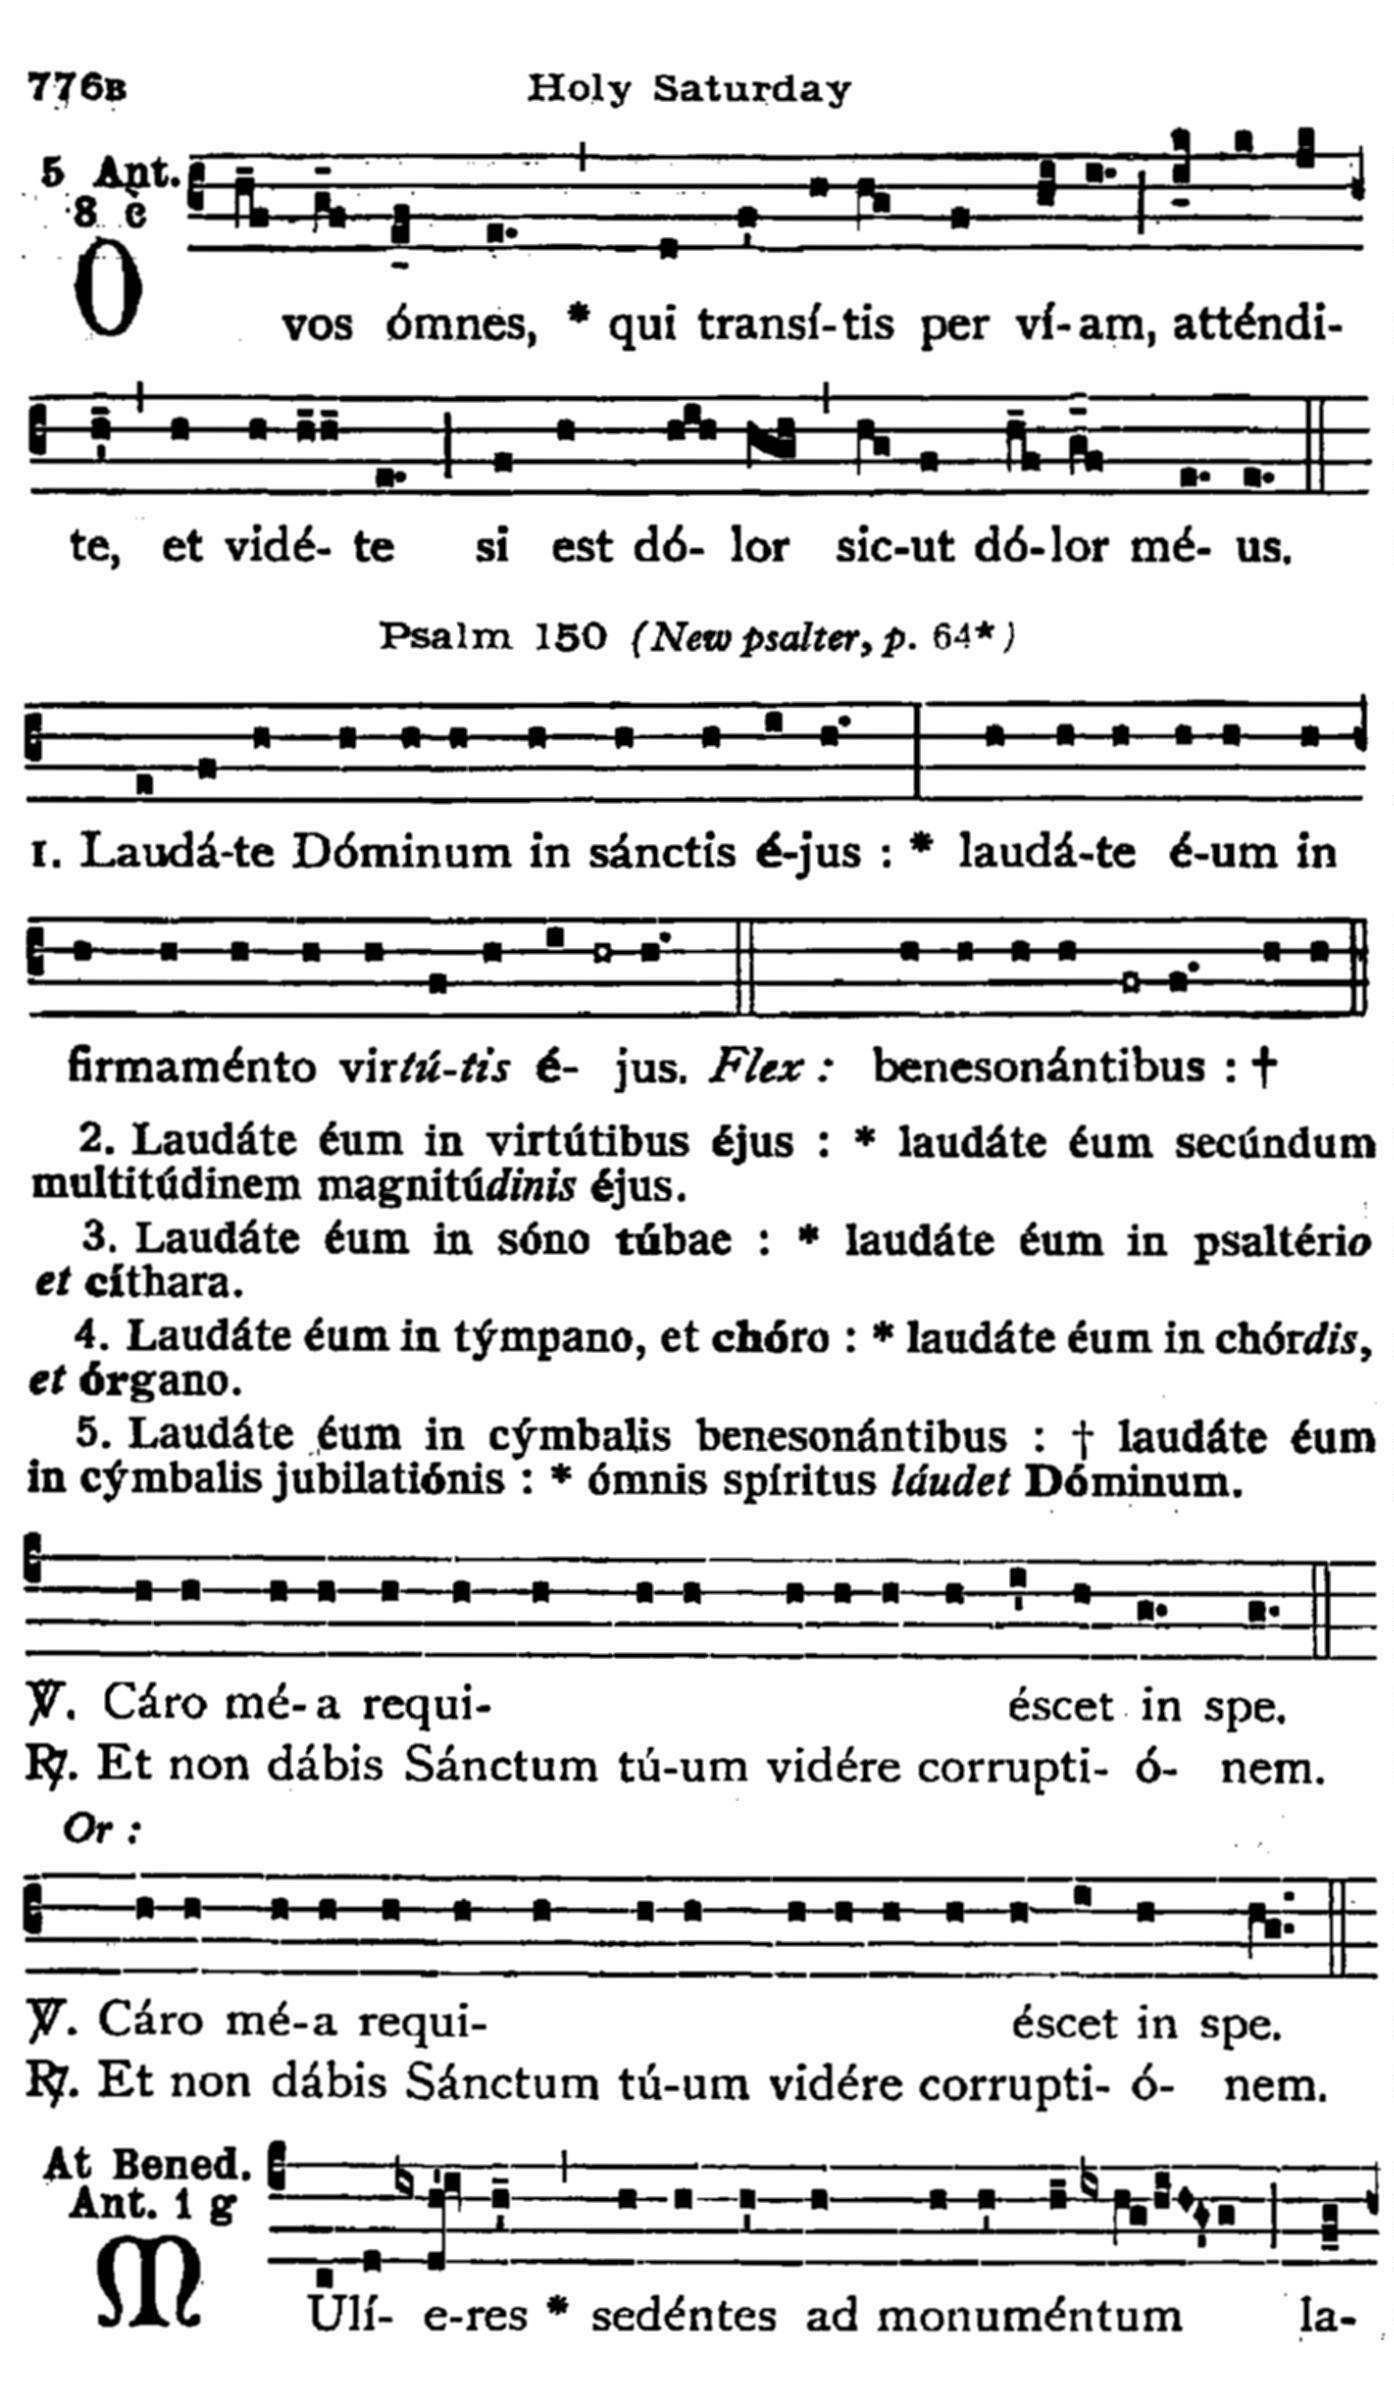 776B Holy Saturday
5 Ant.
8 c
O vos ómnes, * qui transí-tis per ví-am, atténdi-
te, et vidé- te si est dó- lor sic-ut dó-lor mé- us.
Psalm 150 (New psalter, p. 64*)
1. Laudá-te Dóminum in sánctis é-jus : * laudá-te é-um in
firmaménto virtú-tis é- jus. Flex : benesonántibus : †
2. Laudáte éum in virtútibus éjus : * laudáte éum secúndum
multitúdinem magnitúdinis éjus.
3. Laudáte éum in sóno túbae : * laudáte éum in psaltério
et cíthara.
4. Laudáte éum in týmpano, et chóro : * laudáte éum in chórdis,
et órgano.
5. Laudáte éum in cýmbalis benesonántibus : † laudáte éum
in cýmbalis jubilatiónis : * ómnis spíritus láudet Dóminum.
℣. Cáro mé-a requi- éscet in spe.
℟. Et non dábis Sánctum tú-um vidére corrupti- ó- nem.
Or :
℣. Cáro mé-a requi- éscet in spe.
℟. Et non dábis Sánctum tú-um vidére corrupti- ó- nem.
At Bened.
Ant. 1 g
MUlí- e-res * sedéntes ad monuméntum la-